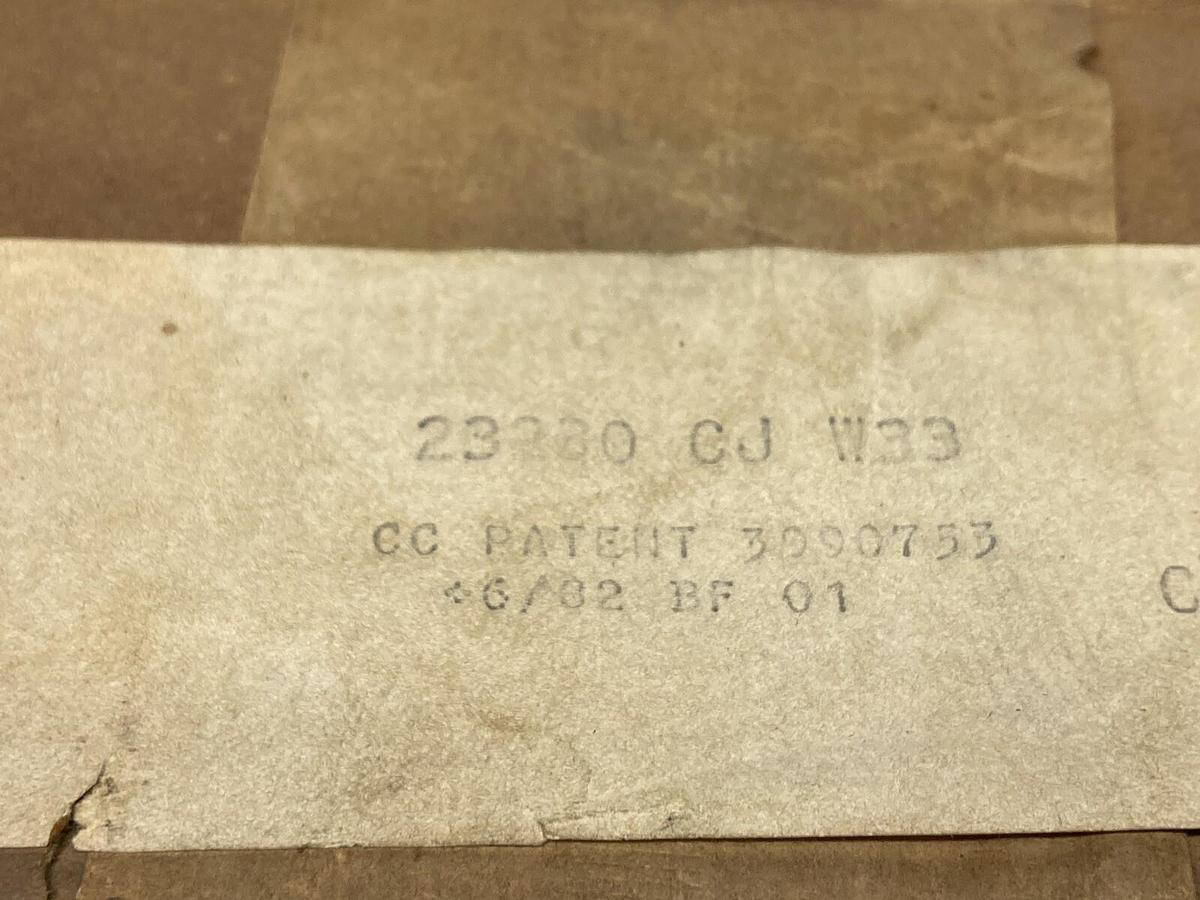 23230 CJ W33
CC PATENT 3090753
+6/82 BF 01
C